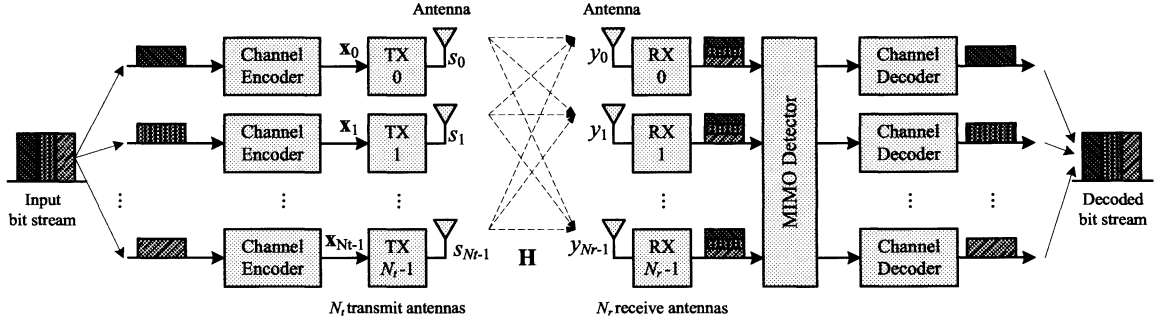 Antenna
Antenna
Channel
Encoder
x0
TX
0
s0
y0
RX
0
Channel
Decoder
Channel
Encoder
x1
TX
1
s1
y1
RX
1
MIMO Detector
Channel
Decoder
Input
bit stream
Decoded
bit stream
Channel
Encoder
xNt-1
TX
Nt-1
sNt-1
H
yNr-1
RX
Nr-1
Channel
Decoder
Nt transmit antennas
Nr receive antennas